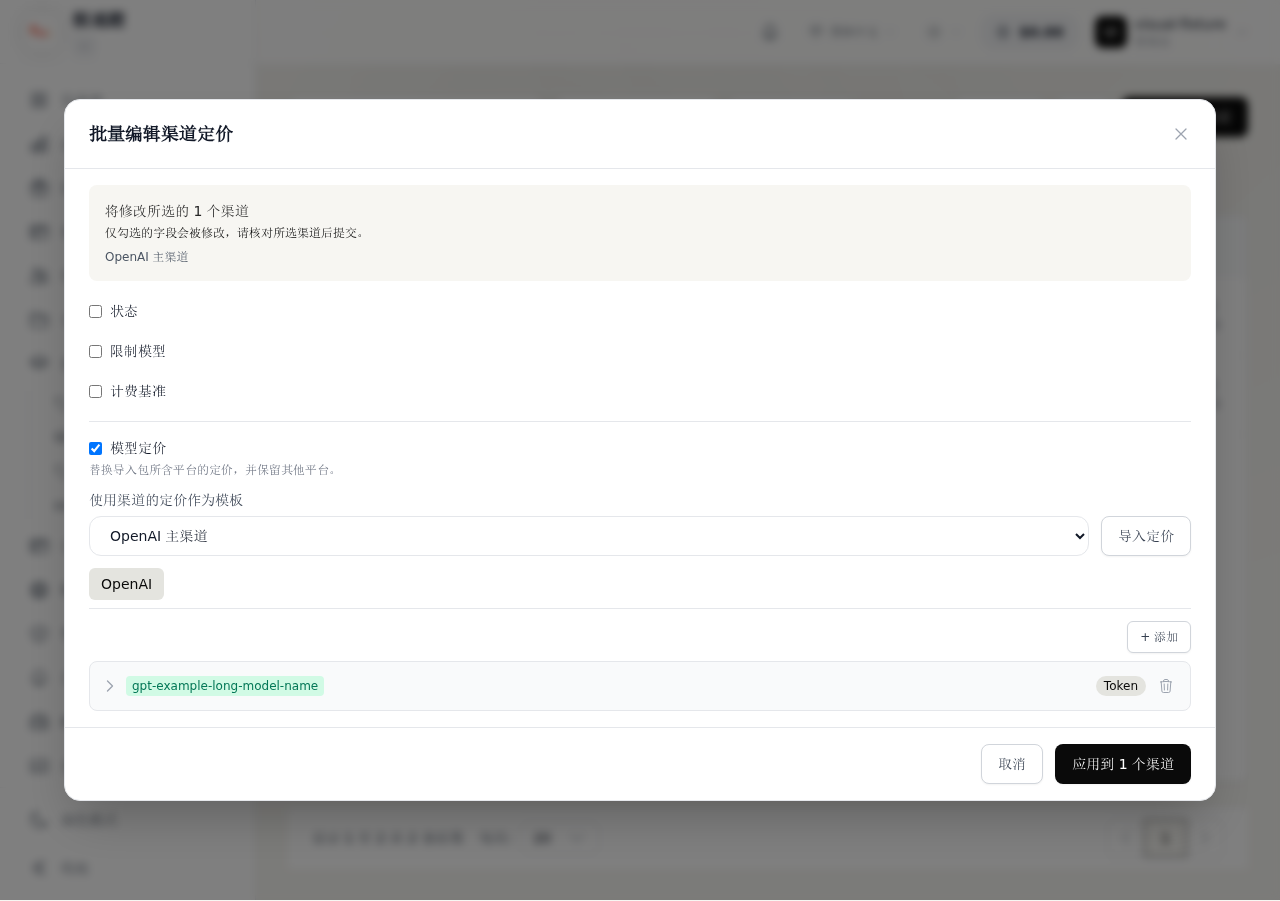 批量编辑渠道定价
将修改所选的 1 个渠道
仅勾选的字段会被修改，请核对所选渠道后提交。
OpenAI 主渠道
状态
限制模型
计费基准
模型定价
替换导入包所含平台的定价，并保留其他平台。
使用渠道的定价作为模板
OpenAI 主渠道
导入定价
OpenAI
+ 添加
gpt-example-long-model-name
Token
取消
应用到 1 个渠道